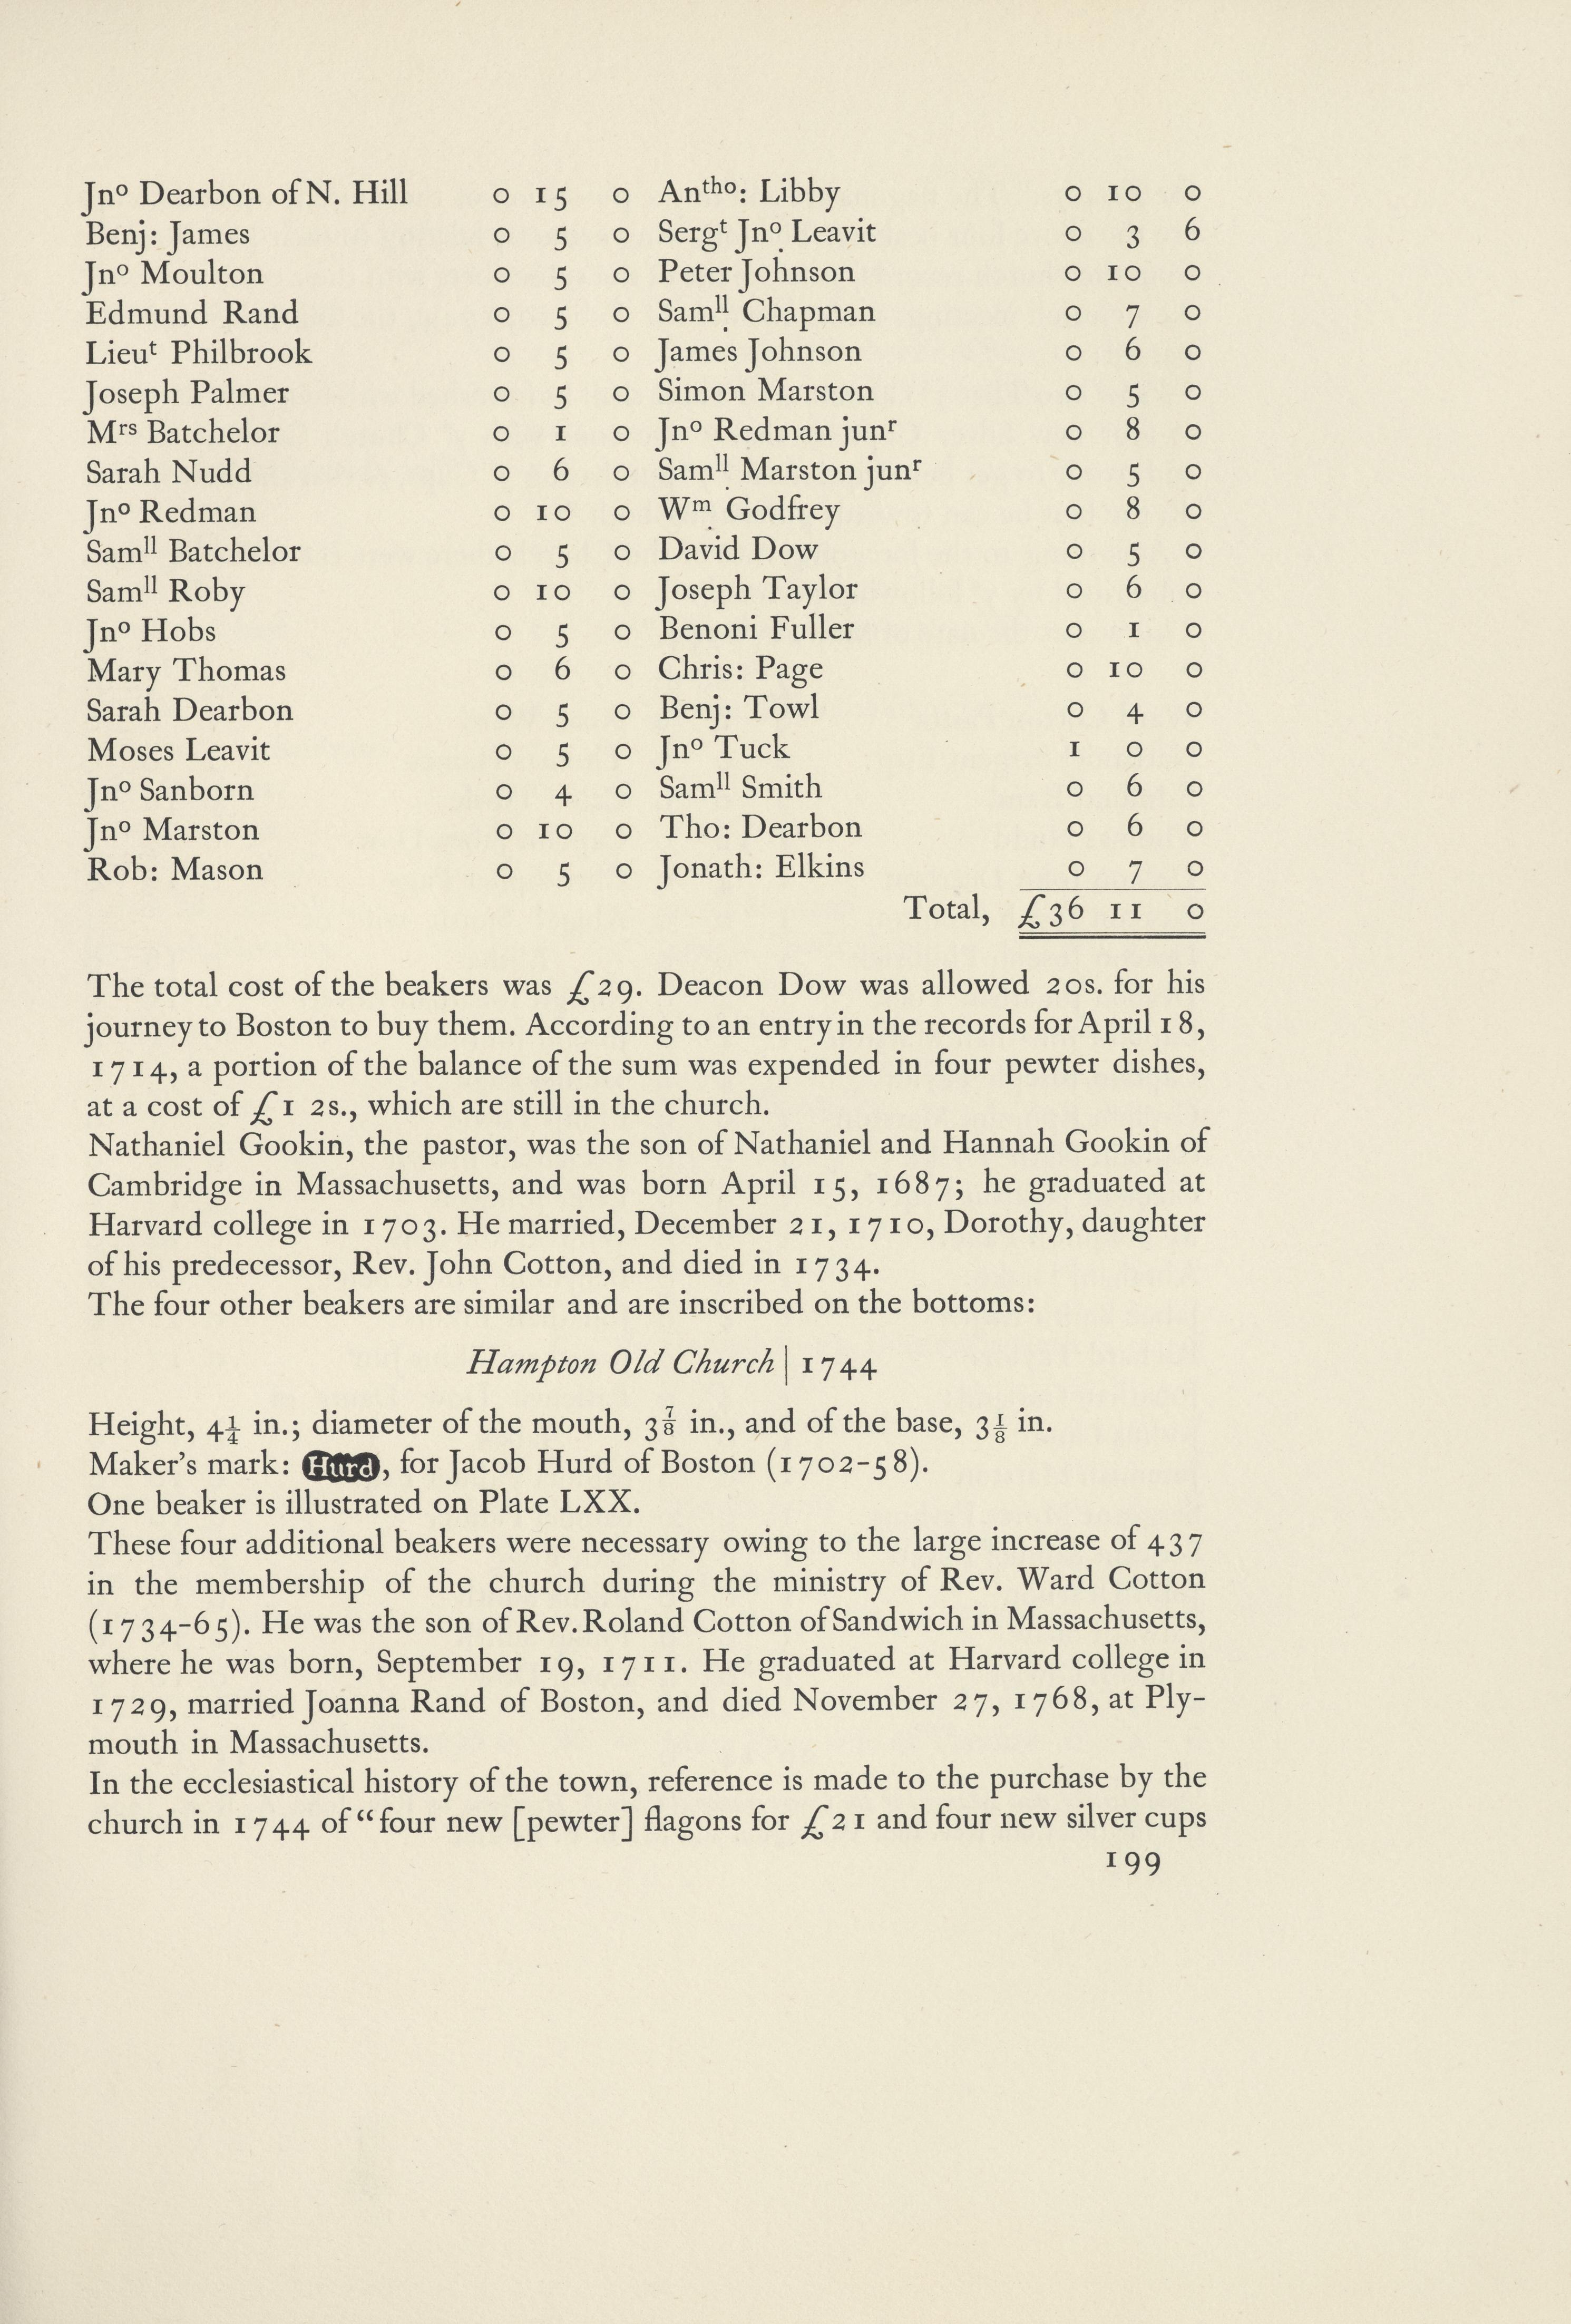 Jnº Dearbon of N. Hill 0 15 0 Anᵗʰᵒ: Libby 0 10 0
Benj: James 0 5 0 Sergᵗ Jnº Leavit 0 3 6
Jnº Moulton 0 5 0 Peter Johnson 0 10 0
Edmund Rand 0 5 0 Samˡˡ Chapman 0 7 0
Lieuᵗ Philbrook 0 5 0 James Johnson 0 6 0
Joseph Palmer 0 5 0 Simon Marston 0 5 0
Mʳˢ Batchelor 0 1 0 Jnº Redman junʳ 0 8 0
Sarah Nudd 0 6 0 Samˡˡ Marston junʳ 0 5 0
Jnº Redman 0 10 0 Wᵐ Godfrey 0 8 0
Samˡˡ Batchelor 0 5 0 David Dow 0 5 0
Samˡˡ Roby 0 10 0 Joseph Taylor 0 6 0
Jnº Hobs 0 5 0 Benoni Fuller 0 1 0
Mary Thomas 0 6 0 Chris: Page 0 10 0
Sarah Dearbon 0 5 0 Benj: Towl 0 4 0
Moses Leavit 0 5 0 Jnº Tuck 1 0 0
Jnº Sanborn 0 4 0 Samˡˡ Smith 0 6 0
Jnº Marston 0 10 0 Tho: Dearbon 0 6 0
Rob: Mason 0 5 0 Jonath: Elkins 0 7 0
Total, £36 11 0
The total cost of the beakers was £29. Deacon Dow was allowed 20s. for his
journey to Boston to buy them. According to an entry in the records for April 18,
1714, a portion of the balance of the sum was expended in four pewter dishes,
at a cost of £1 2s., which are still in the church.
Nathaniel Gookin, the pastor, was the son of Nathaniel and Hannah Gookin of
Cambridge in Massachusetts, and was born April 15, 1687; he graduated at
Harvard college in 1703. He married, December 21, 1710, Dorothy, daughter
of his predecessor, Rev. John Cotton, and died in 1734.
The four other beakers are similar and are inscribed on the bottoms:
Hampton Old Church | 1744
Height, 4¼ in.; diameter of the mouth, 3⅞ in., and of the base, 3⅛ in.
Maker's mark: Hurd, for Jacob Hurd of Boston (1702-58).
One beaker is illustrated on Plate LXX.
These four additional beakers were necessary owing to the large increase of 437
in the membership of the church during the ministry of Rev. Ward Cotton
(1734-65). He was the son of Rev. Roland Cotton of Sandwich in Massachusetts,
where he was born, September 19, 1711. He graduated at Harvard college in
1729, married Joanna Rand of Boston, and died November 27, 1768, at Ply-
mouth in Massachusetts.
In the ecclesiastical history of the town, reference is made to the purchase by the
church in 1744 of "four new [pewter] flagons for £21 and four new silver cups
199